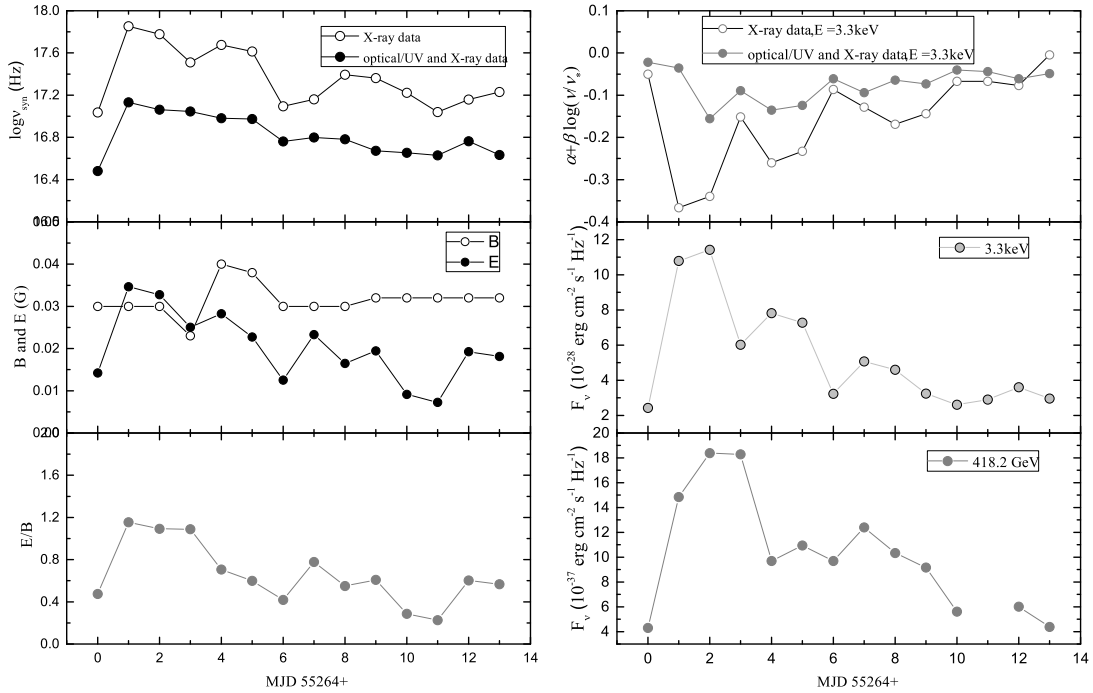 18.0
17.6
17.2
16.8
16.4
logν_syn (Hz)
X-ray data
optical/UV and X-ray data
0.04
0.03
0.02
0.01
B and E (G)
B
E
1.6
1.2
0.8
0.4
0.0
E/B
0 2 4 6 8 10 12 14
MJD 55264+
0.1
0.0
-0.1
-0.2
-0.3
-0.4
α+βlog(ν/ν_*)
X-ray data,E =3.3keV
optical/UV and X-ray data,E=3.3keV
12
10
8
6
4
2
F_ν (10^-28 erg cm^-2 s^-1 Hz^-1)
3.3keV
20
18
16
14
12
10
8
6
4
F_ν (10^-37 erg cm^-2 s^-1 Hz^-1)
418.2 GeV
0 2 4 6 8 10 12 14
MJD 55264+